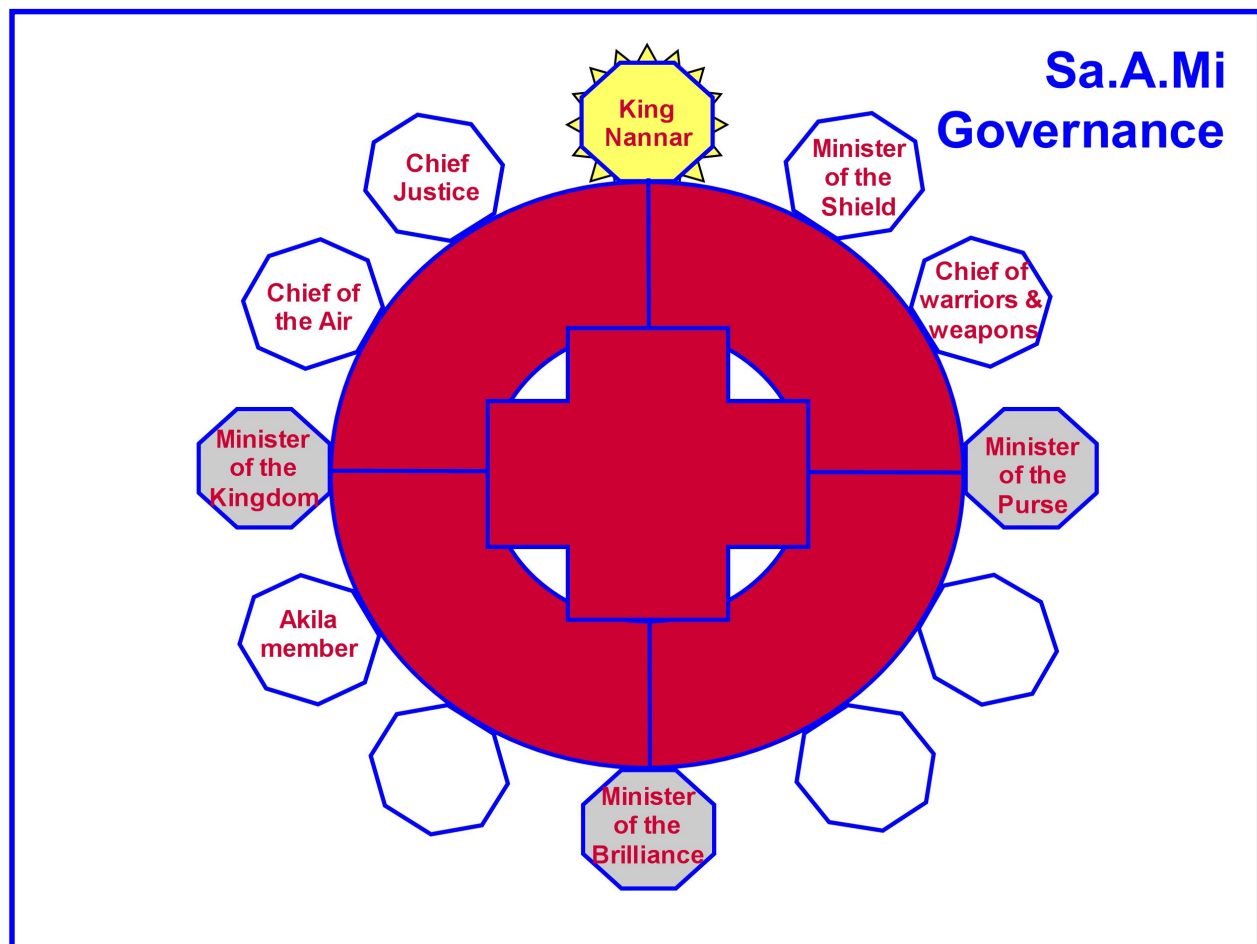 Sa.A.Mi
Governance
King
Nannar
Chief
Justice
Minister
of the
Shield
Chief of
the Air
Chief of
warriors &
weapons
Minister
of the
Kingdom
Minister
of the
Purse
Akila
member
Minister
of the
Brilliance